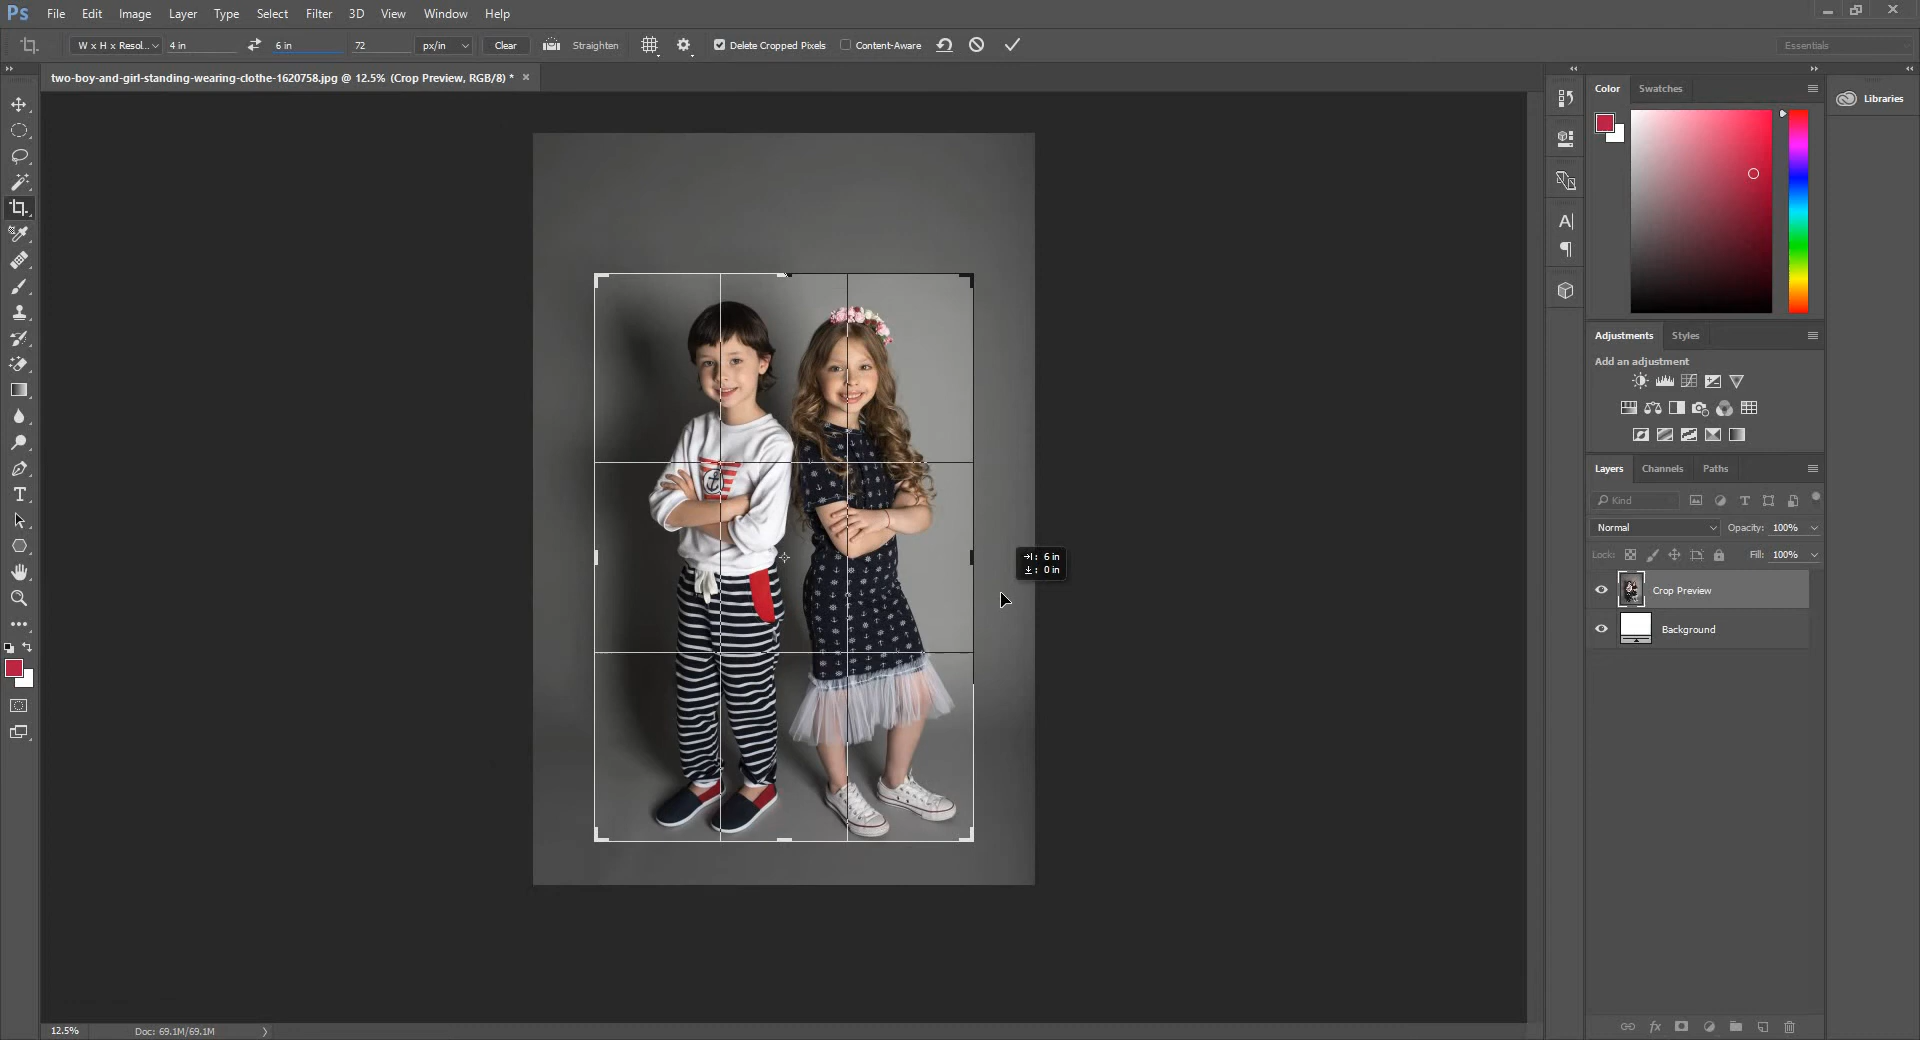 Ps File Edit Image Layer Type Select Filter 3D View Window Help
W x H x Resol... 4 in 6 in 72 px/in Clear Straighten Delete Cropped Pixels Content-Aware Essentials
two-boy-and-girl-standing-wearing-clothe-1620758.jpg @ 12.5% (Crop Preview, RGB/8) * ×
Color Swatches
Libraries
Adjustments Styles
Add an adjustment
Layers Channels Paths
Kind
Normal Opacity: 100%
Lock: Fill: 100%
Crop Preview
Background
: 6 in
: 0 in
12.5% Doc: 69.1M/69.1M